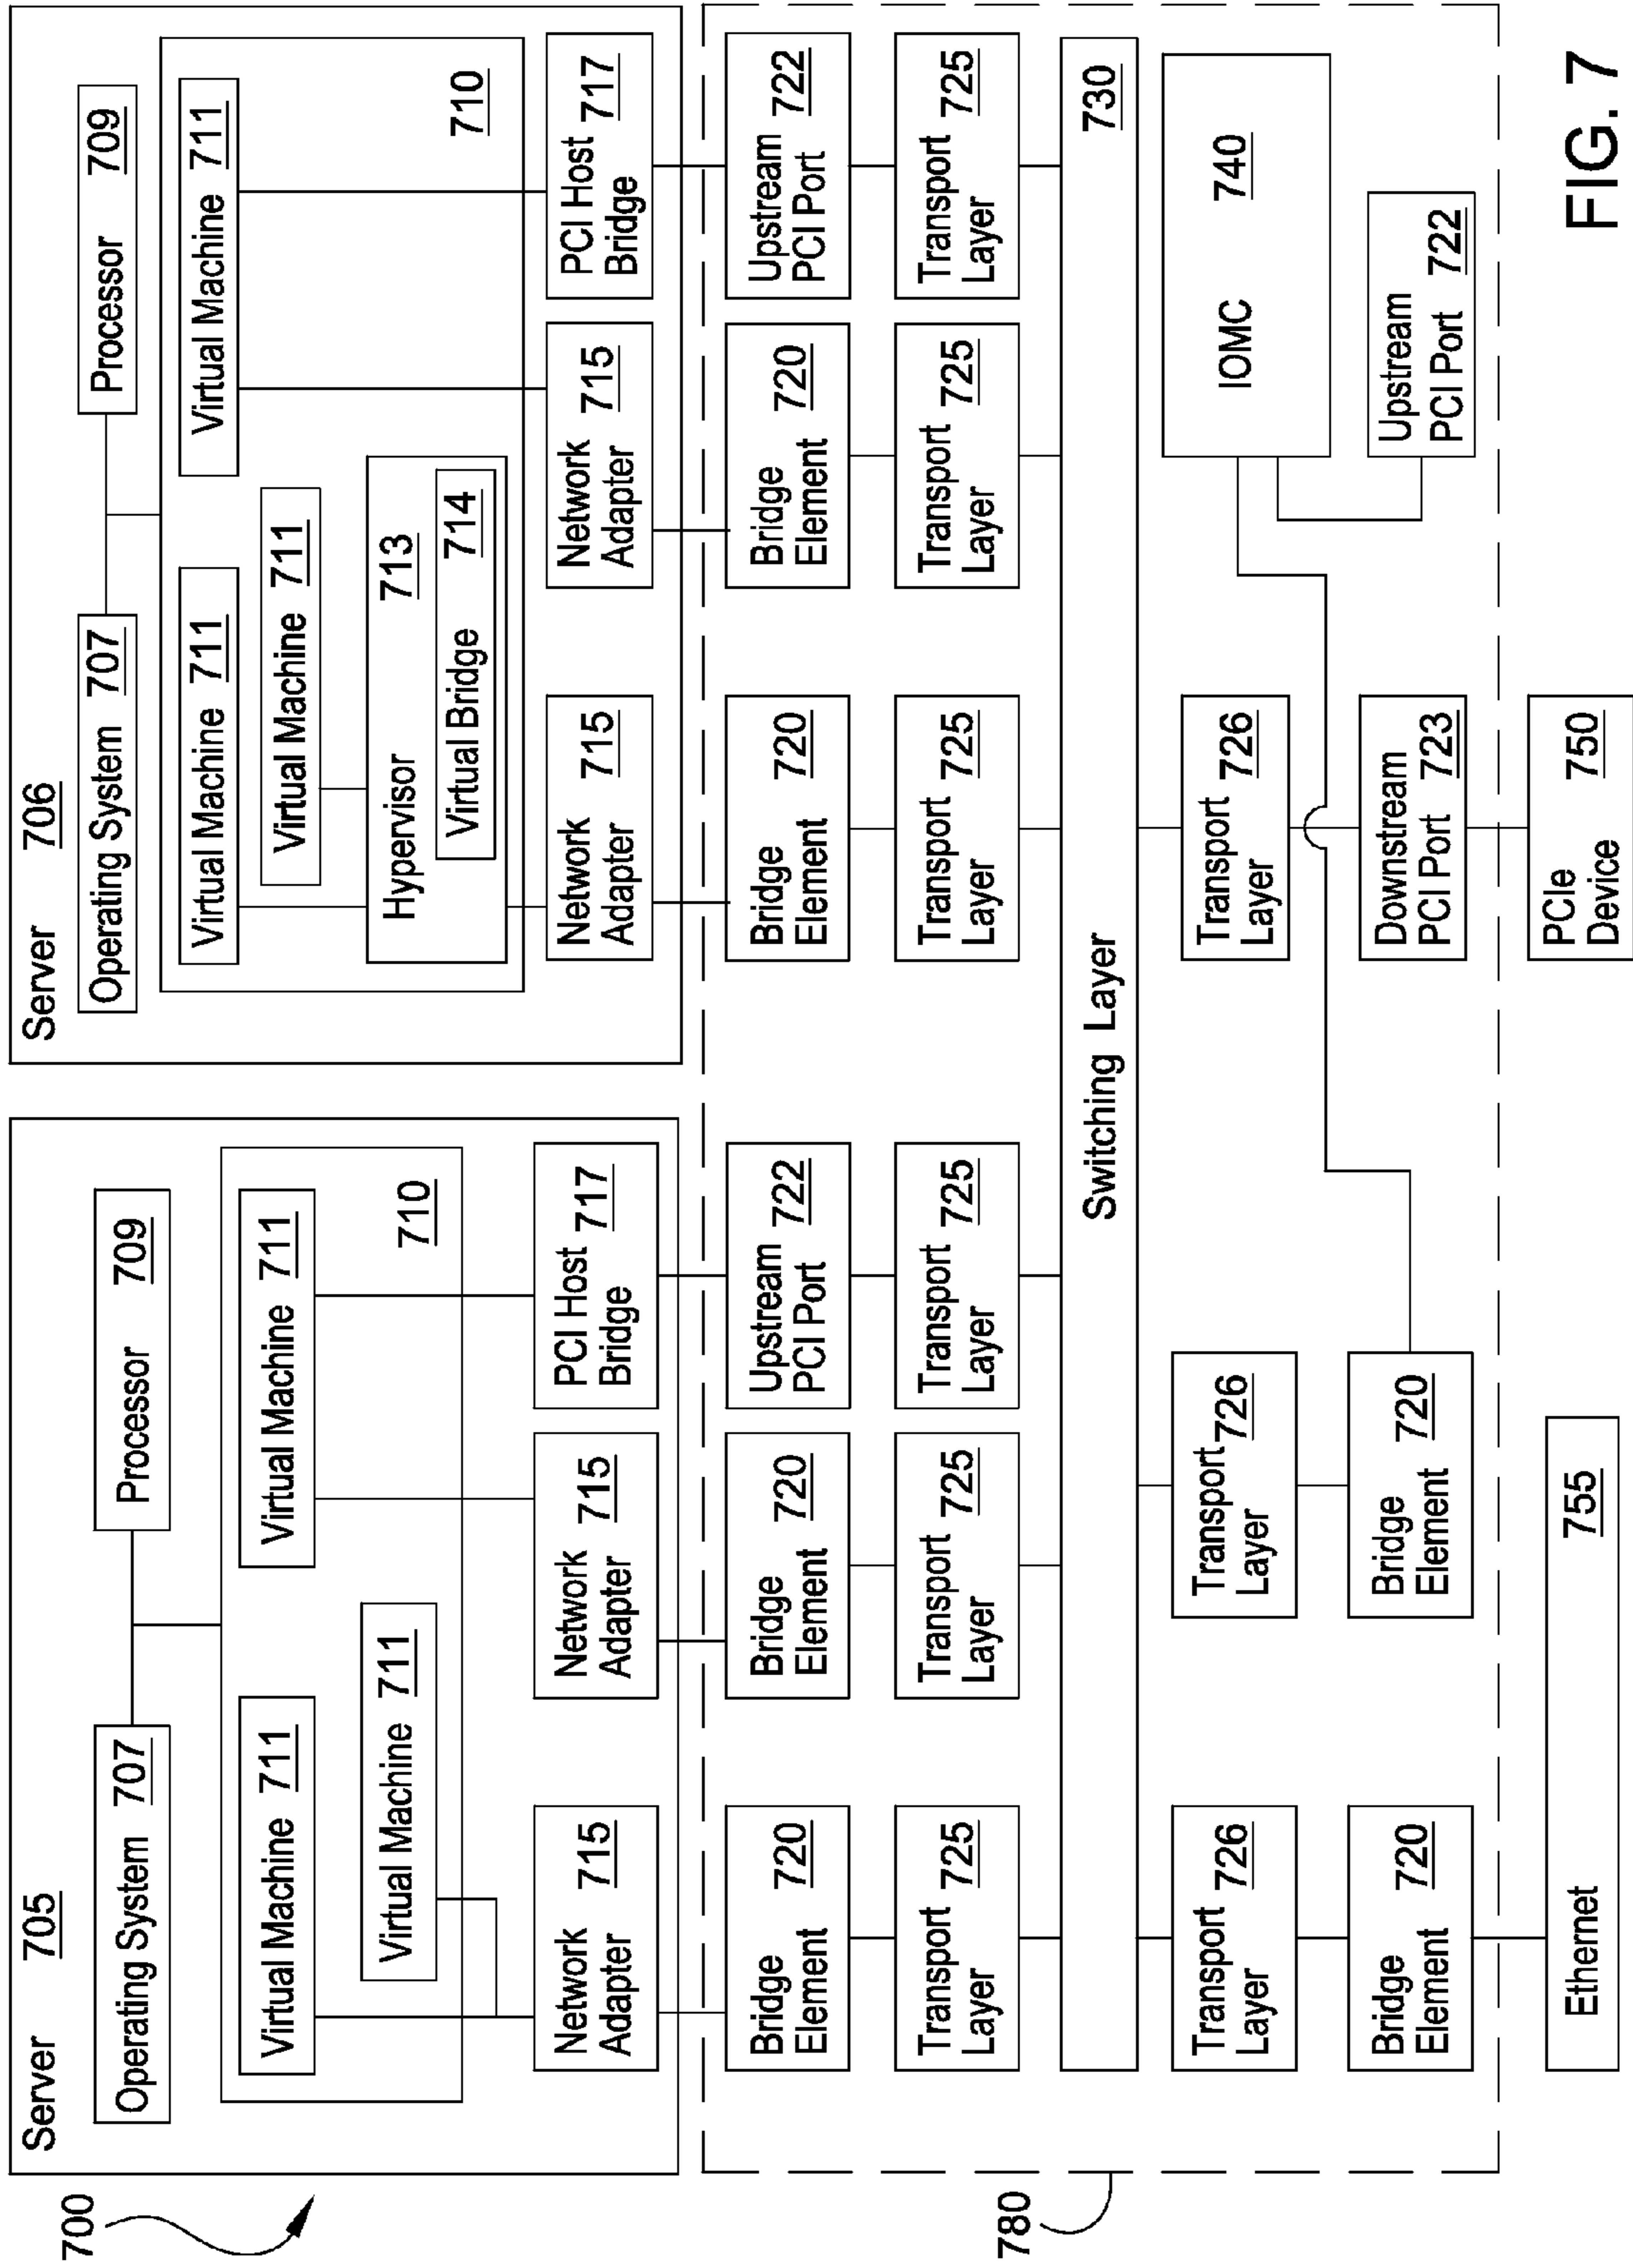 700
Server 705
Operating System 707
Processor 709
Virtual Machine 711
Virtual Machine 711
Virtual Machine 711
710
Network
Adapter 715
Network
Adapter 715
PCI Host
Bridge 717
Server 706
Operating System 707
Processor 709
Virtual Machine 711
Virtual Machine 711
Virtual Machine 711
Hypervisor 713
Virtual Bridge 714
710
Network
Adapter 715
Network
Adapter 715
PCI Host
Bridge 717
780
Bridge
Element 720
Bridge
Element 720
Upstream
PCI Port 722
Bridge
Element 720
Bridge
Element 720
Upstream
PCI Port 722
Transport
Layer 725
Transport
Layer 725
Transport
Layer 725
Transport
Layer 725
Transport
Layer 725
Transport
Layer 725
Switching Layer 730
Transport
Layer 726
Transport
Layer 726
Transport
Layer 726
IOMC 740
Bridge
Element 720
Bridge
Element 720
Downstream
PCI Port 723
Upstream
PCI Port 722
Ethernet 755
PCIe
Device 750
FIG. 7